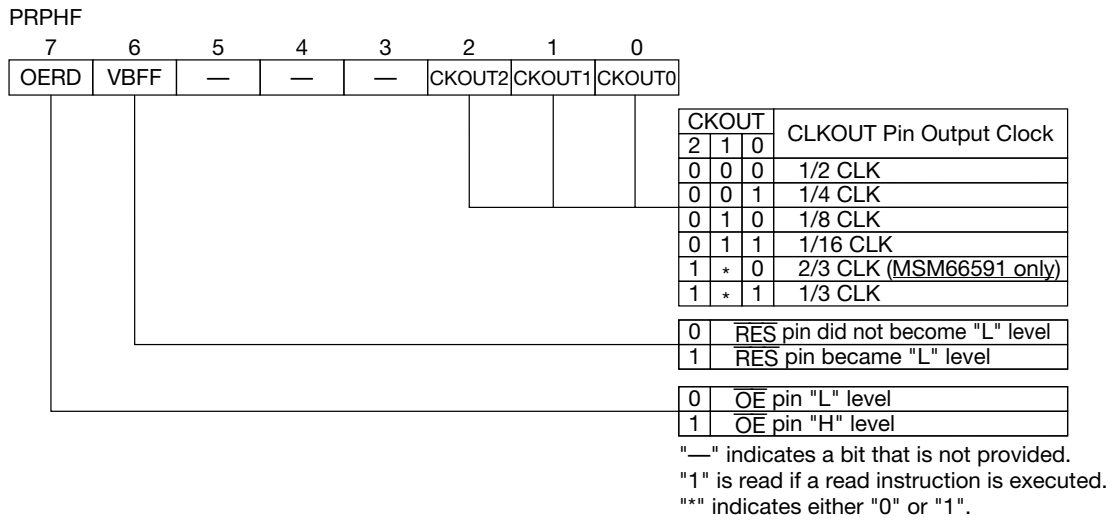 PRPHF
7 6 5 4 3 2 1 0
OERD VBFF — — — CKOUT2 CKOUT1 CKOUT0
CKOUT CLKOUT Pin Output Clock
2 1 0
0 0 0 1/2 CLK
0 0 1 1/4 CLK
0 1 0 1/8 CLK
0 1 1 1/16 CLK
1 * 0 2/3 CLK (MSM66591 only)
1 * 1 1/3 CLK
0 RES pin did not become "L" level
1 RES pin became "L" level
0 OE pin "L" level
1 OE pin "H" level
"—" indicates a bit that is not provided.
"1" is read if a read instruction is executed.
"*" indicates either "0" or "1".